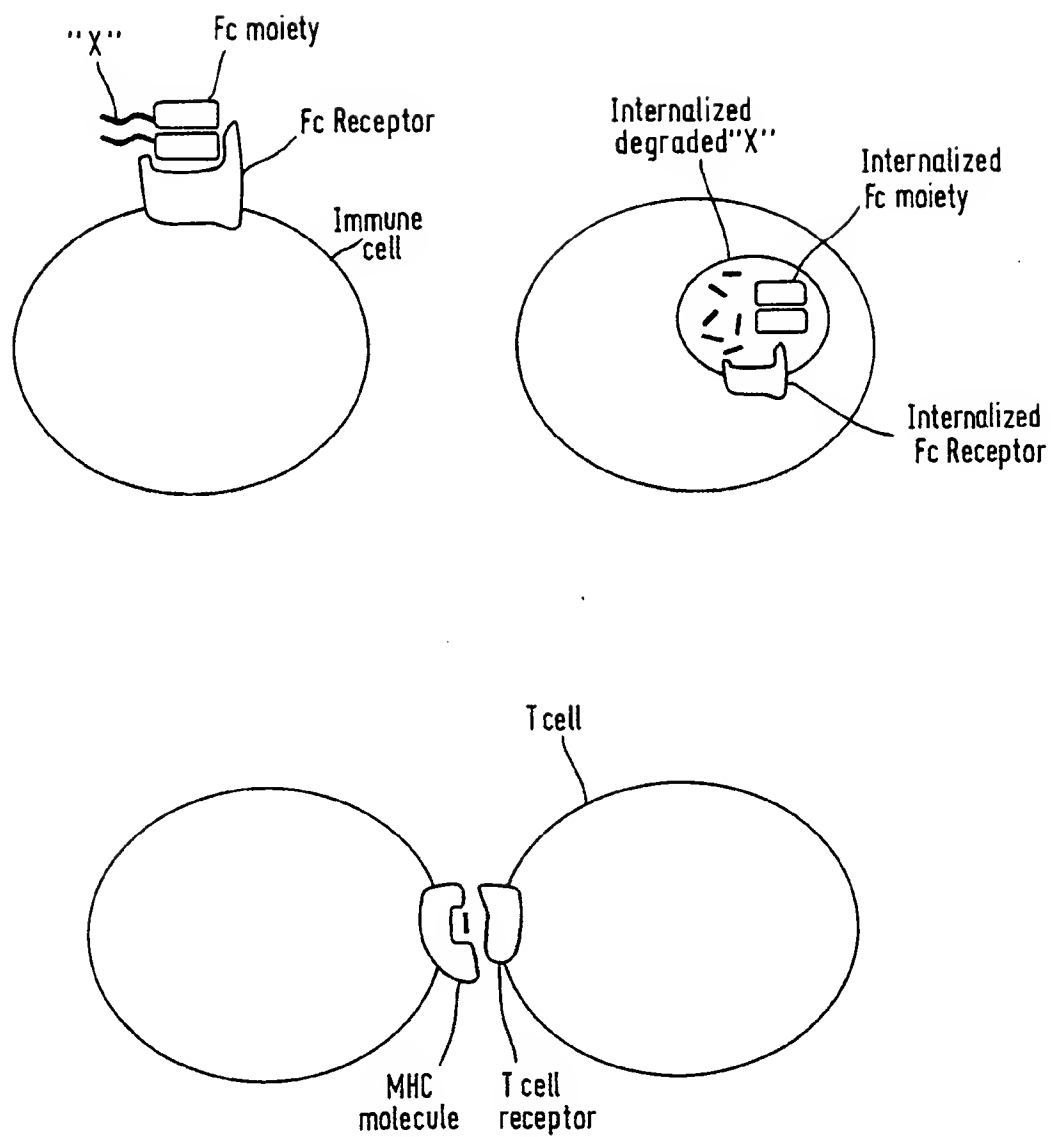 "X"
Fc moiety
Fc Receptor
Immune
cell
Internalized
degraded"X"
Internalized
Fc moiety
Internalized
Fc Receptor
T cell
MHC
molecule
T cell
receptor